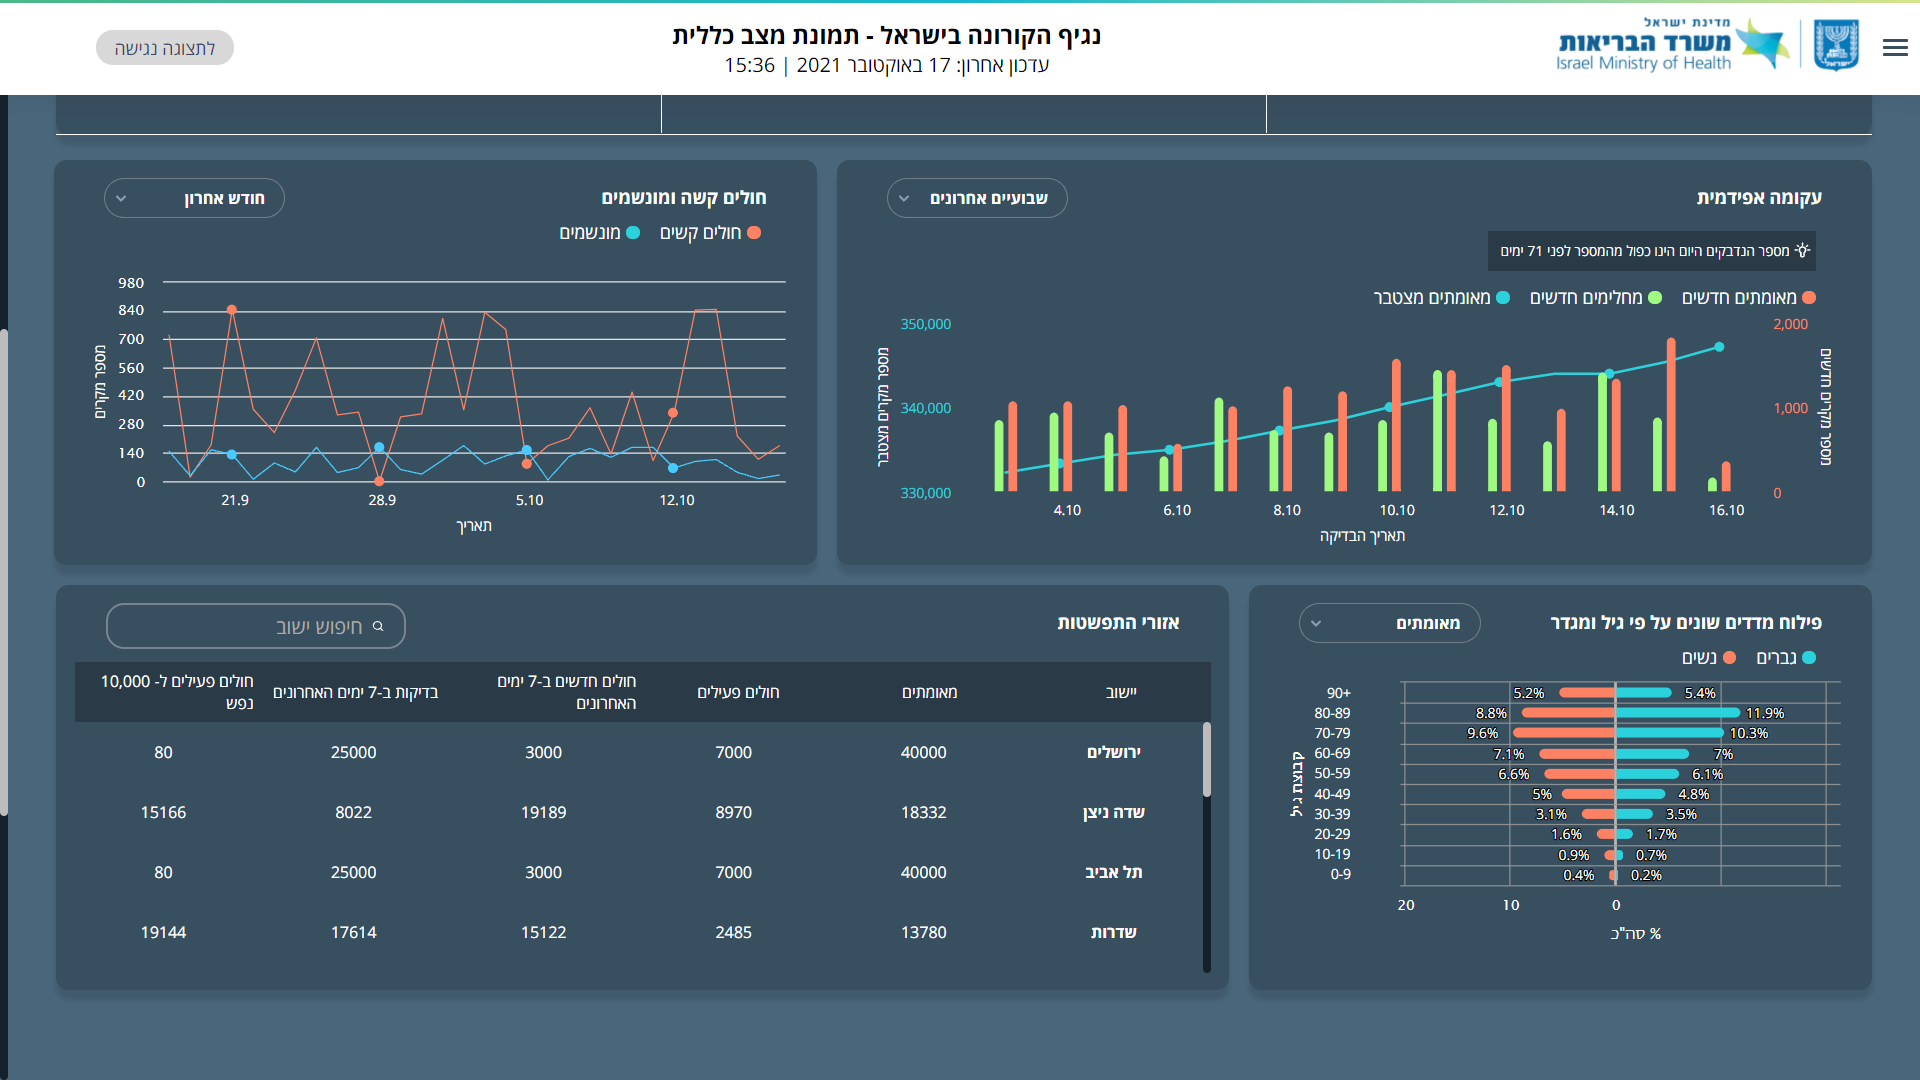 מדינת ישראל
משרד הבריאות
Israel Ministry of Health
נגיף הקורונה בישראל - תמונת מצב כללית
עדכון אחרון: 17 באוקטובר 2021 | 15:36
לתצוגה נגישה
עקומה אפידמית
שבועיים אחרונים
מספר הנדבקים היום הינו כפול מהמספר לפני 71 ימים
מאומתים חדשים
מחלימים חדשים
מאומתים מצטבר
2,000
1,000
0
מספר מקרים חדשים
350,000
340,000
330,000
מספר מקרים מצטבר
4.10 6.10 8.10 10.10 12.10 14.10 16.10
תאריך הבדיקה
חולים קשה ומונשמים
חודש אחרון
חולים קשים
מונשמים
980
840
700
560
420
280
140
0
מספר מקרים
21.9 28.9 5.10 12.10
תאריך
פילוח מדדים שונים על פי גיל ומגדר
מאומתים
גברים
נשים
קבוצת גיל
90+ 5.2% 5.4%
80-89 8.8% 11.9%
70-79 9.6% 10.3%
60-69 7.1% 7%
50-59 6.6% 6.1%
40-49 5% 4.8%
30-39 3.1% 3.5%
20-29 1.6% 1.7%
10-19 0.9% 0.7%
0-9 0.4% 0.2%
20 10 0
% סה"כ
אזורי התפשטות
חיפוש ישוב
יישוב
מאומתים
חולים פעילים
חולים חדשים ב-7 ימים
האחרונים
בדיקות ב-7 ימים האחרונים
חולים פעילים ל- 10,000
נפש
ירושלים 40000 7000 3000 25000 80
שדה ניצן 18332 8970 19189 8022 15166
תל אביב 40000 7000 3000 25000 80
שדרות 13780 2485 15122 17614 19144